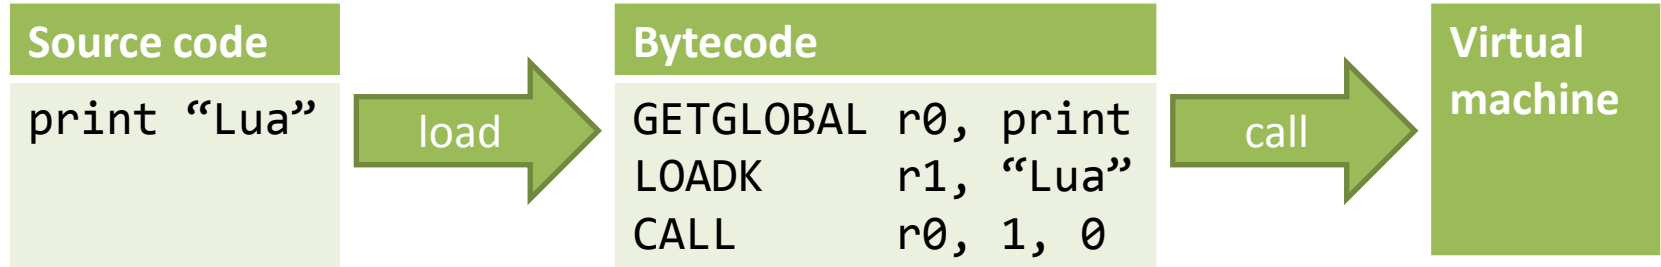 Source code
print “Lua”
load
Bytecode
GETGLOBAL r0, print
LOADK r1, “Lua”
CALL r0, 1, 0
call
Virtual
machine